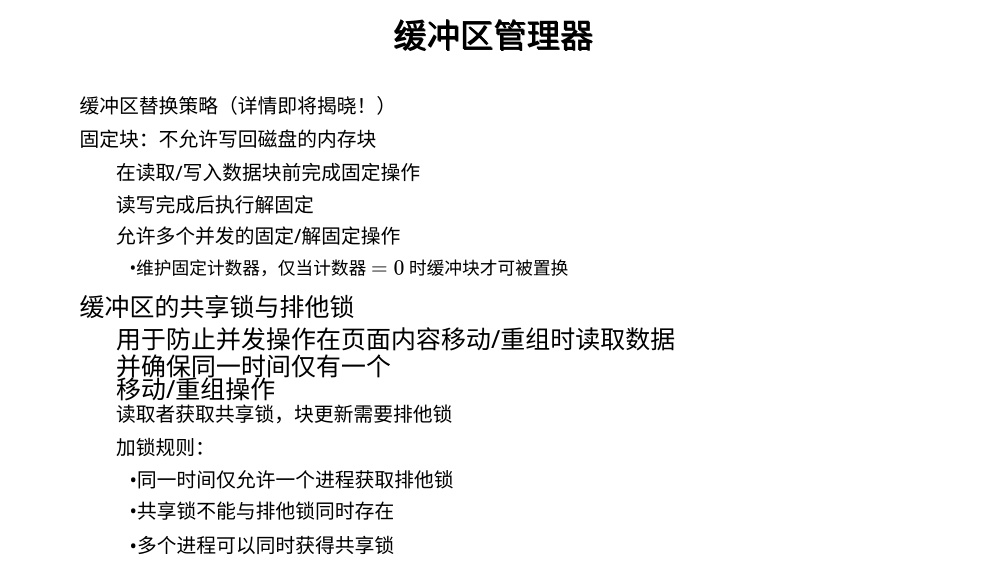 缓冲区管理器
缓冲区替换策略（详情即将揭晓！）
固定块：不允许写回磁盘的内存块
在读取/写入数据块前完成固定操作
读写完成后执行解固定
允许多个并发的固定/解固定操作
•维护固定计数器，仅当计数器 = 0 时缓冲块才可被置换
缓冲区的共享锁与排他锁
用于防止并发操作在页面内容移动/重组时读取数据
并确保同一时间仅有一个
移动/重组操作
读取者获取共享锁，块更新需要排他锁
加锁规则：
•同一时间仅允许一个进程获取排他锁
•共享锁不能与排他锁同时存在
•多个进程可以同时获得共享锁